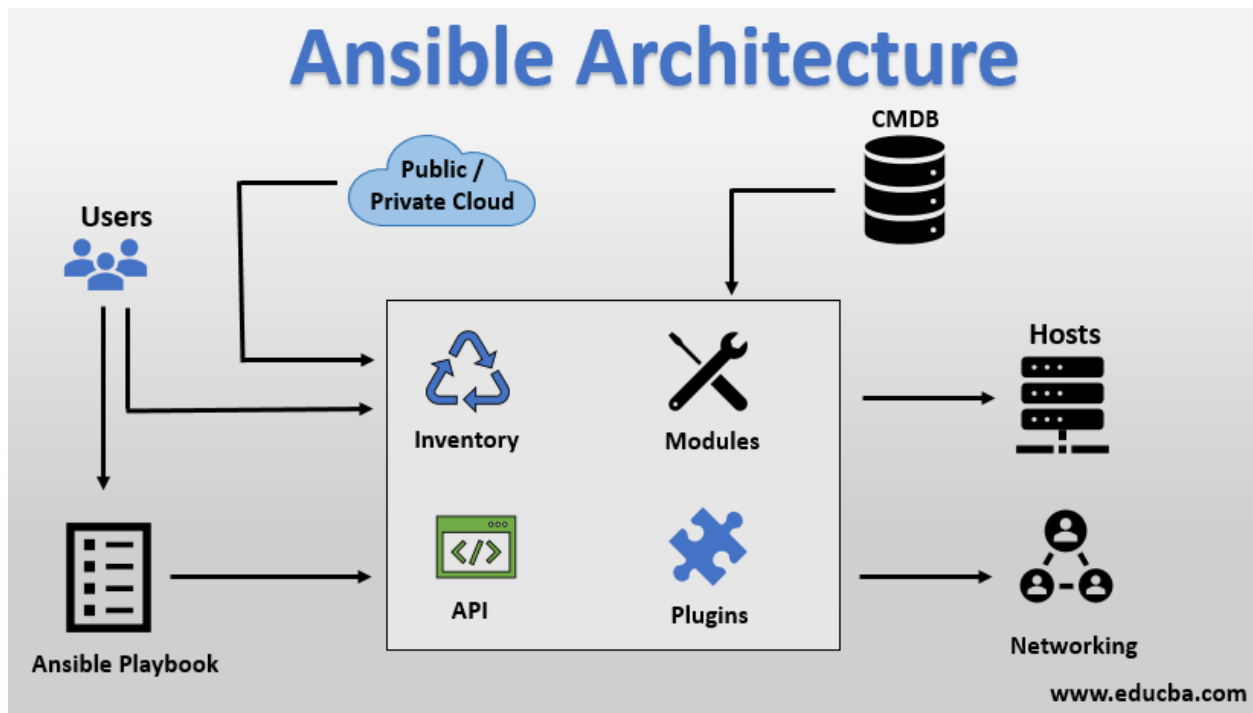 Ansible Architecture
CMDB
Public /
Private Cloud
Users
Hosts
Inventory
Modules
</>
API
Plugins
Ansible Playbook
Networking
www.educba.com